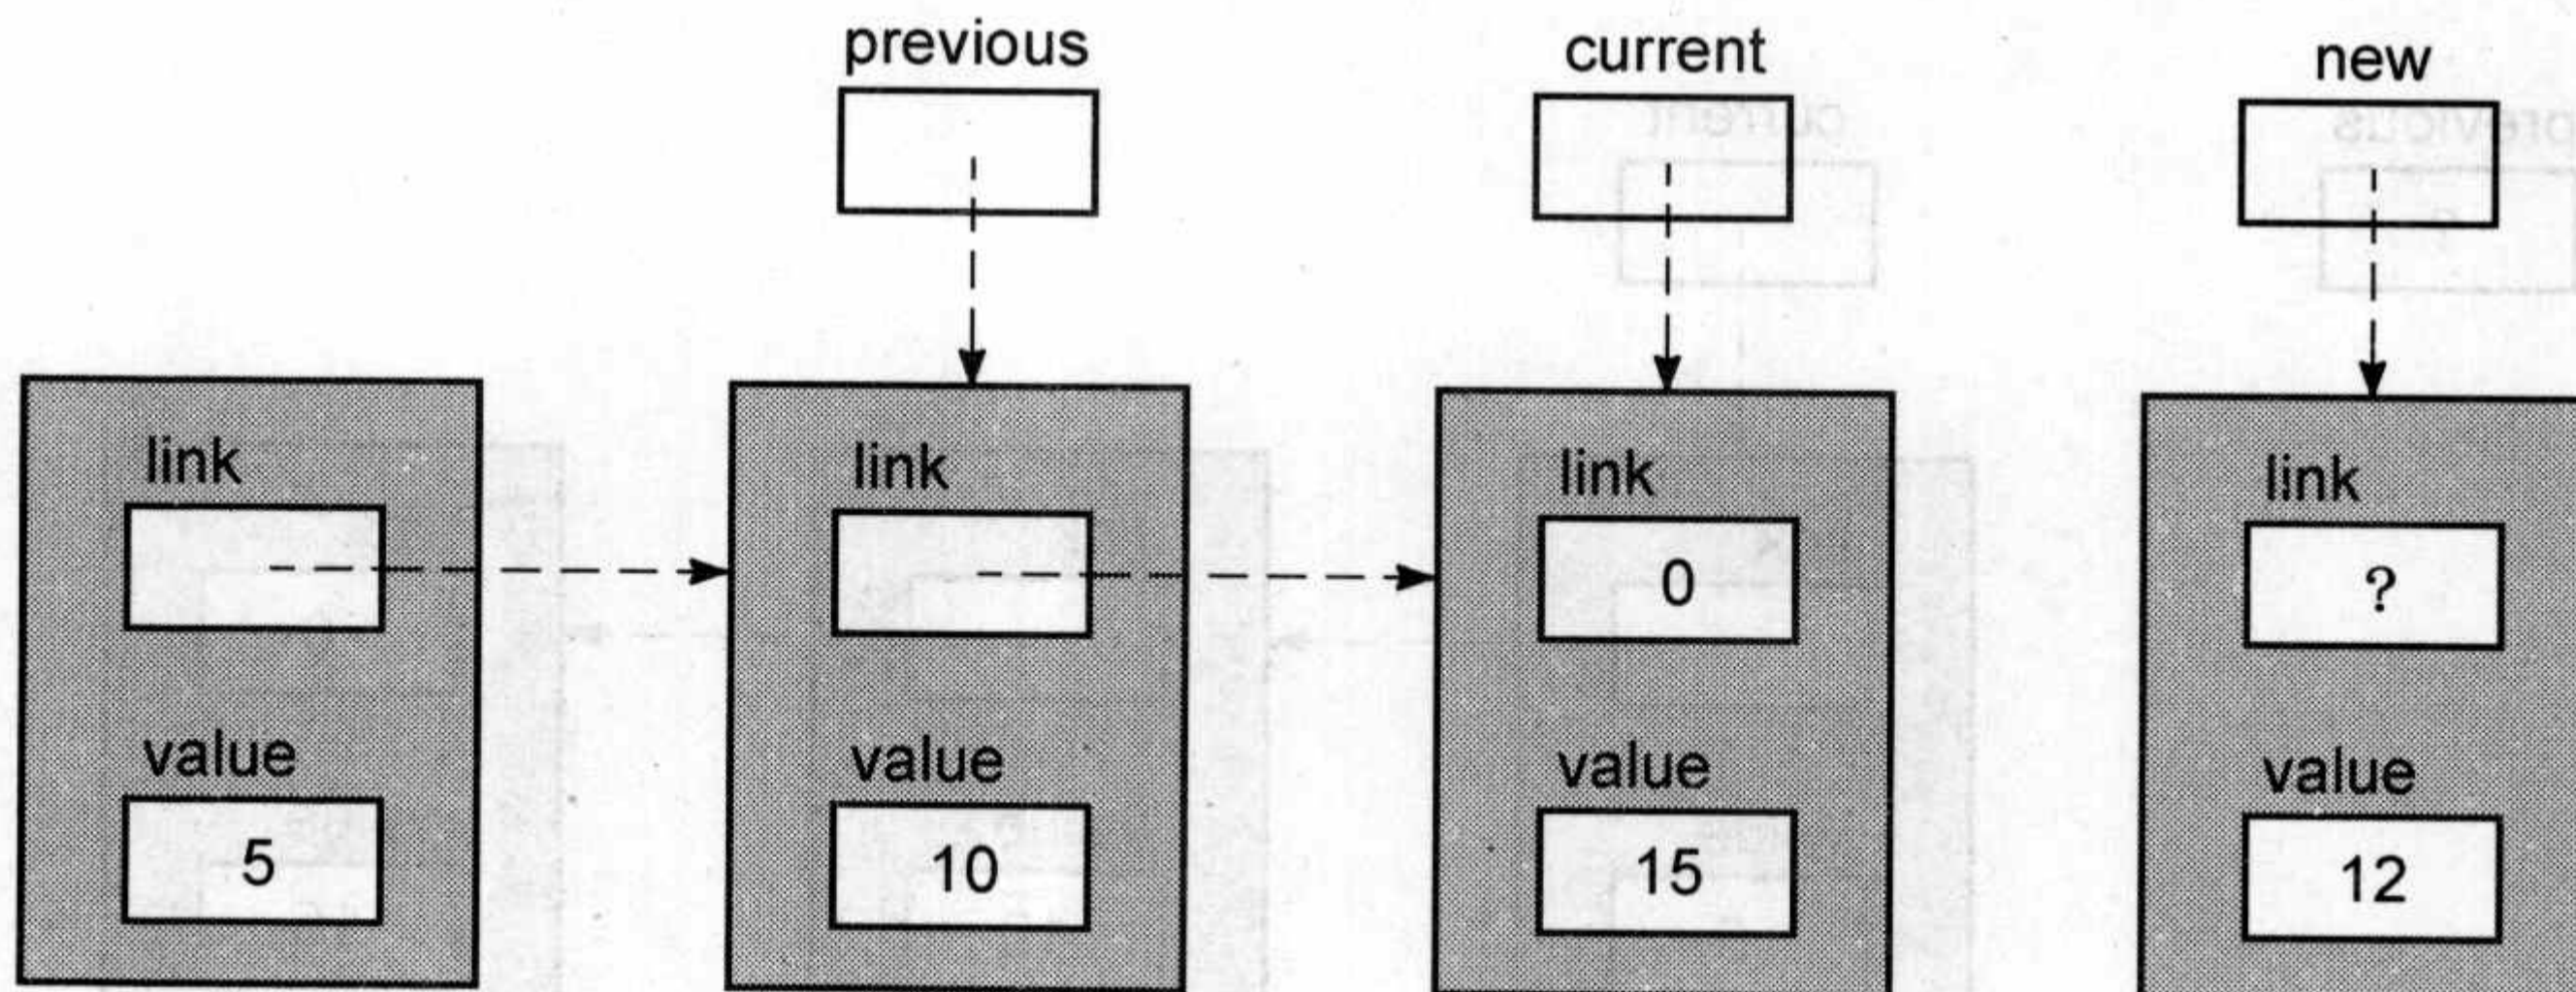 previous current new
link link link link
0 ?
value value value value
5 10 15 12